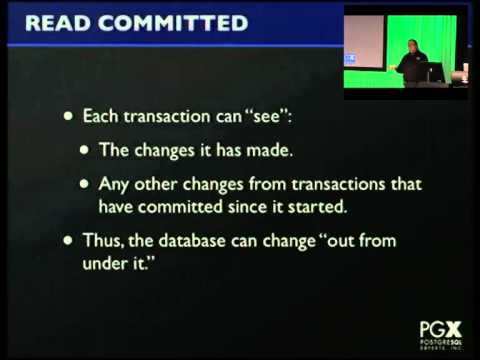 READ COMMITTED
Each transaction can “see”:
The changes it has made.
Any other changes from transactions that
have committed since it started.
Thus, the database can change “out from
under it.”
PGX
POSTGRESQL
EXPERTS, INC.